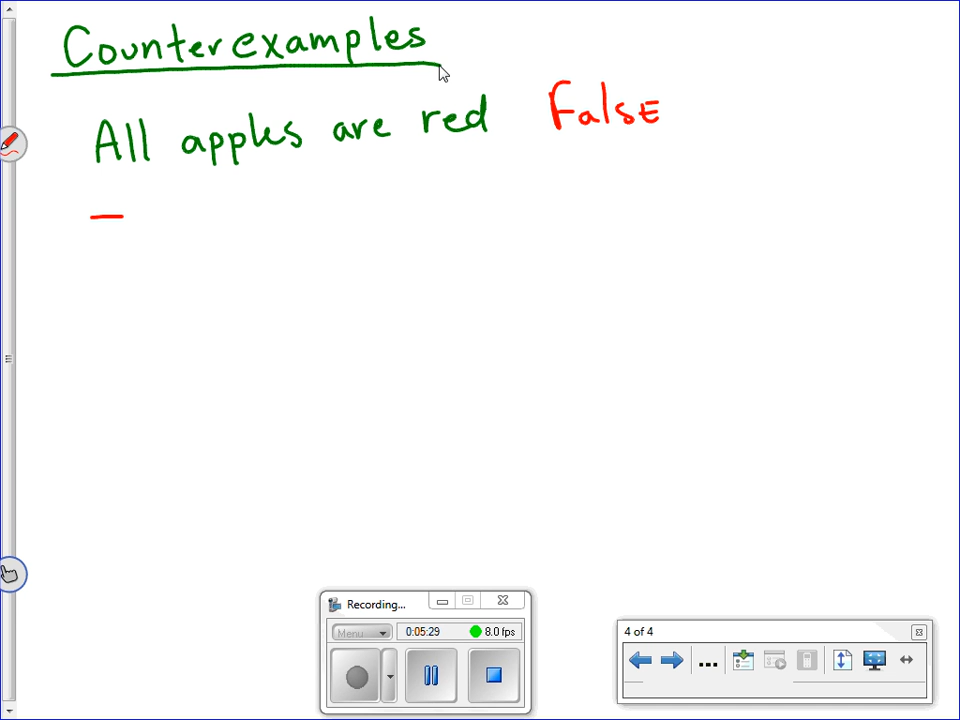 Counterexamples
All apples are red False
Recording...
Menu 0:05:29 8.0 fps
4 of 4
...